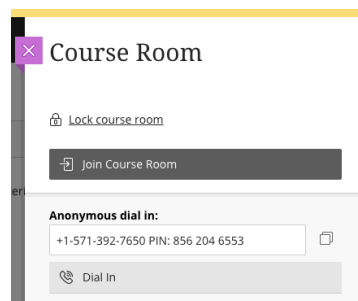 Course Room
Lock course room
Join Course Room
eri
Anonymous dial in:
+1-571-392-7650 PIN: 856 204 6553
Dial In